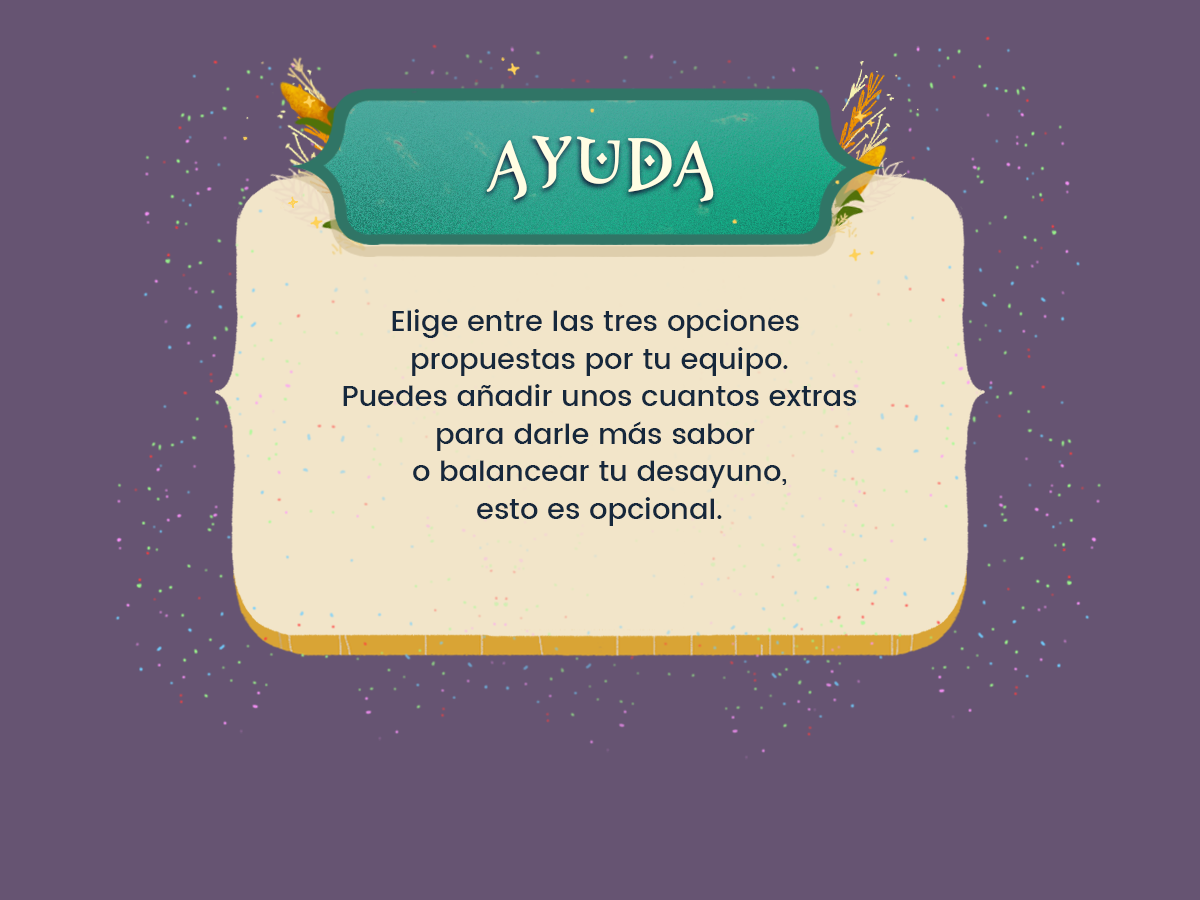 AYUDA
Elige entre las tres opciones
propuestas por tu equipo.
Puedes añadir unos cuantos extras
para darle más sabor
o balancear tu desayuno,
esto es opcional.